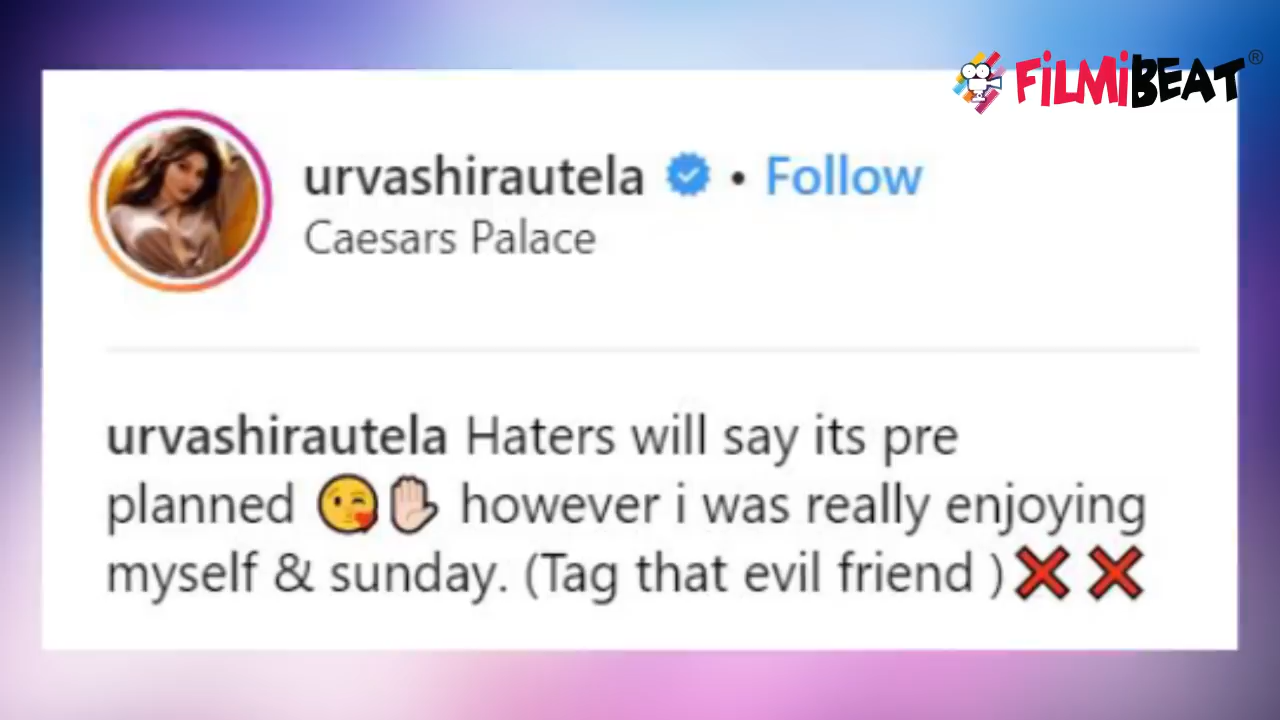 FiLMiBEAT®
urvashirautela • Follow
Caesars Palace
urvashirautela Haters will say its pre
planned 😘✋🏻 however i was really enjoying
myself & sunday. (Tag that evil friend )❌ ❌